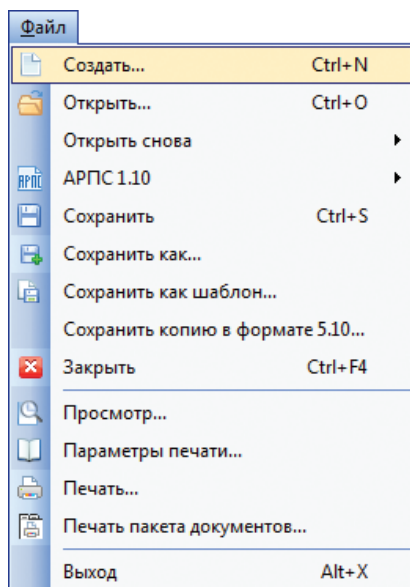 Файл
Создать... Ctrl+N
Открыть... Ctrl+O
Открыть снова
АРПС
АРПС 1.10
Сохранить Ctrl+S
Сохранить как...
Сохранить как шаблон...
Сохранить копию в формате 5.10...
Закрыть Ctrl+F4
Просмотр...
Параметры печати...
Печать...
Печать пакета документов...
Выход Alt+X